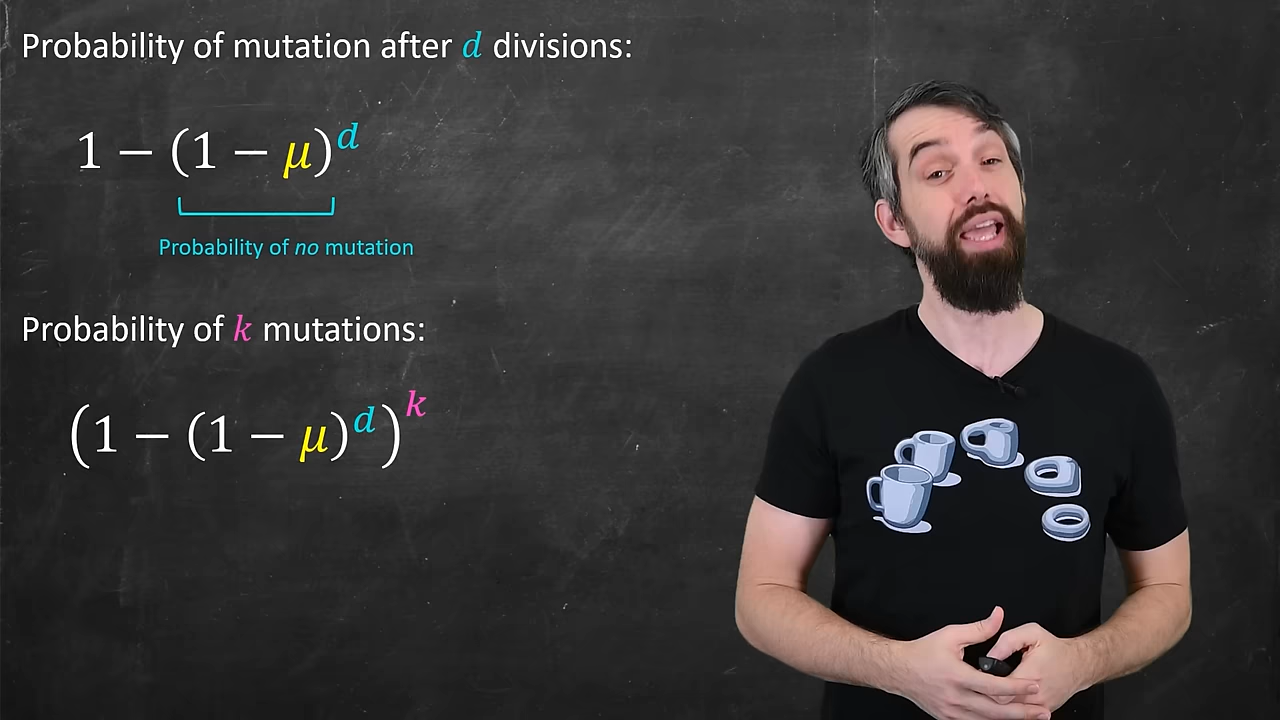 Probability of mutation after d divisions:
1 − (1 − μ)^d
Probability of no mutation
Probability of k mutations:
(1 − (1 − μ)^d)^k